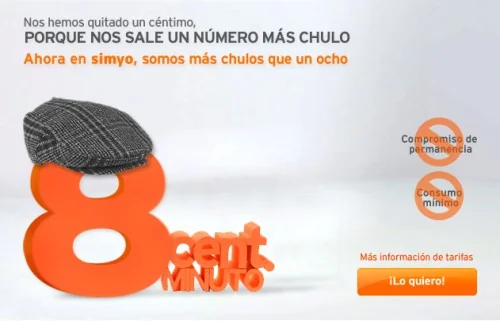 Nos hemos quitado un céntimo,
PORQUE NOS SALE UN NÚMERO MÁS CHULO
Ahora en simyo, somos más chulos que un ocho
Compromiso de
permanencia
Consumo
mínimo
8 cent.
MINUTO
Más información de tarifas
¡Lo quiero!